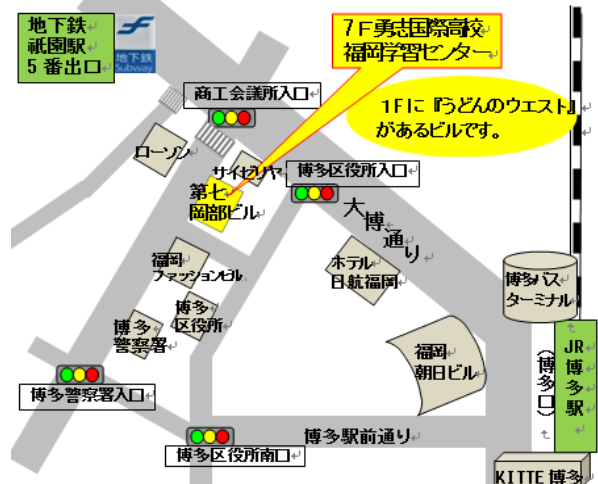 地下鉄
祇園駅
5番出口
地下鉄
Subway
7F勇志国際高校
福岡学習センター
1Fに『うどんのウエスト』
があるビルです。
商工会議所入口
ローソン
サイゼリヤ
博多区役所入口
第七
岡部ビル
大博通り
福岡
ファッションビル
ホテル
日航福岡
博多バス
ターミナル
博多
区役所
博多
警察署
福岡
朝日ビル
(博多口)
JR
博
多
駅
博多警察署入口
博多駅前通り
博多区役所南口
KITTE 博多